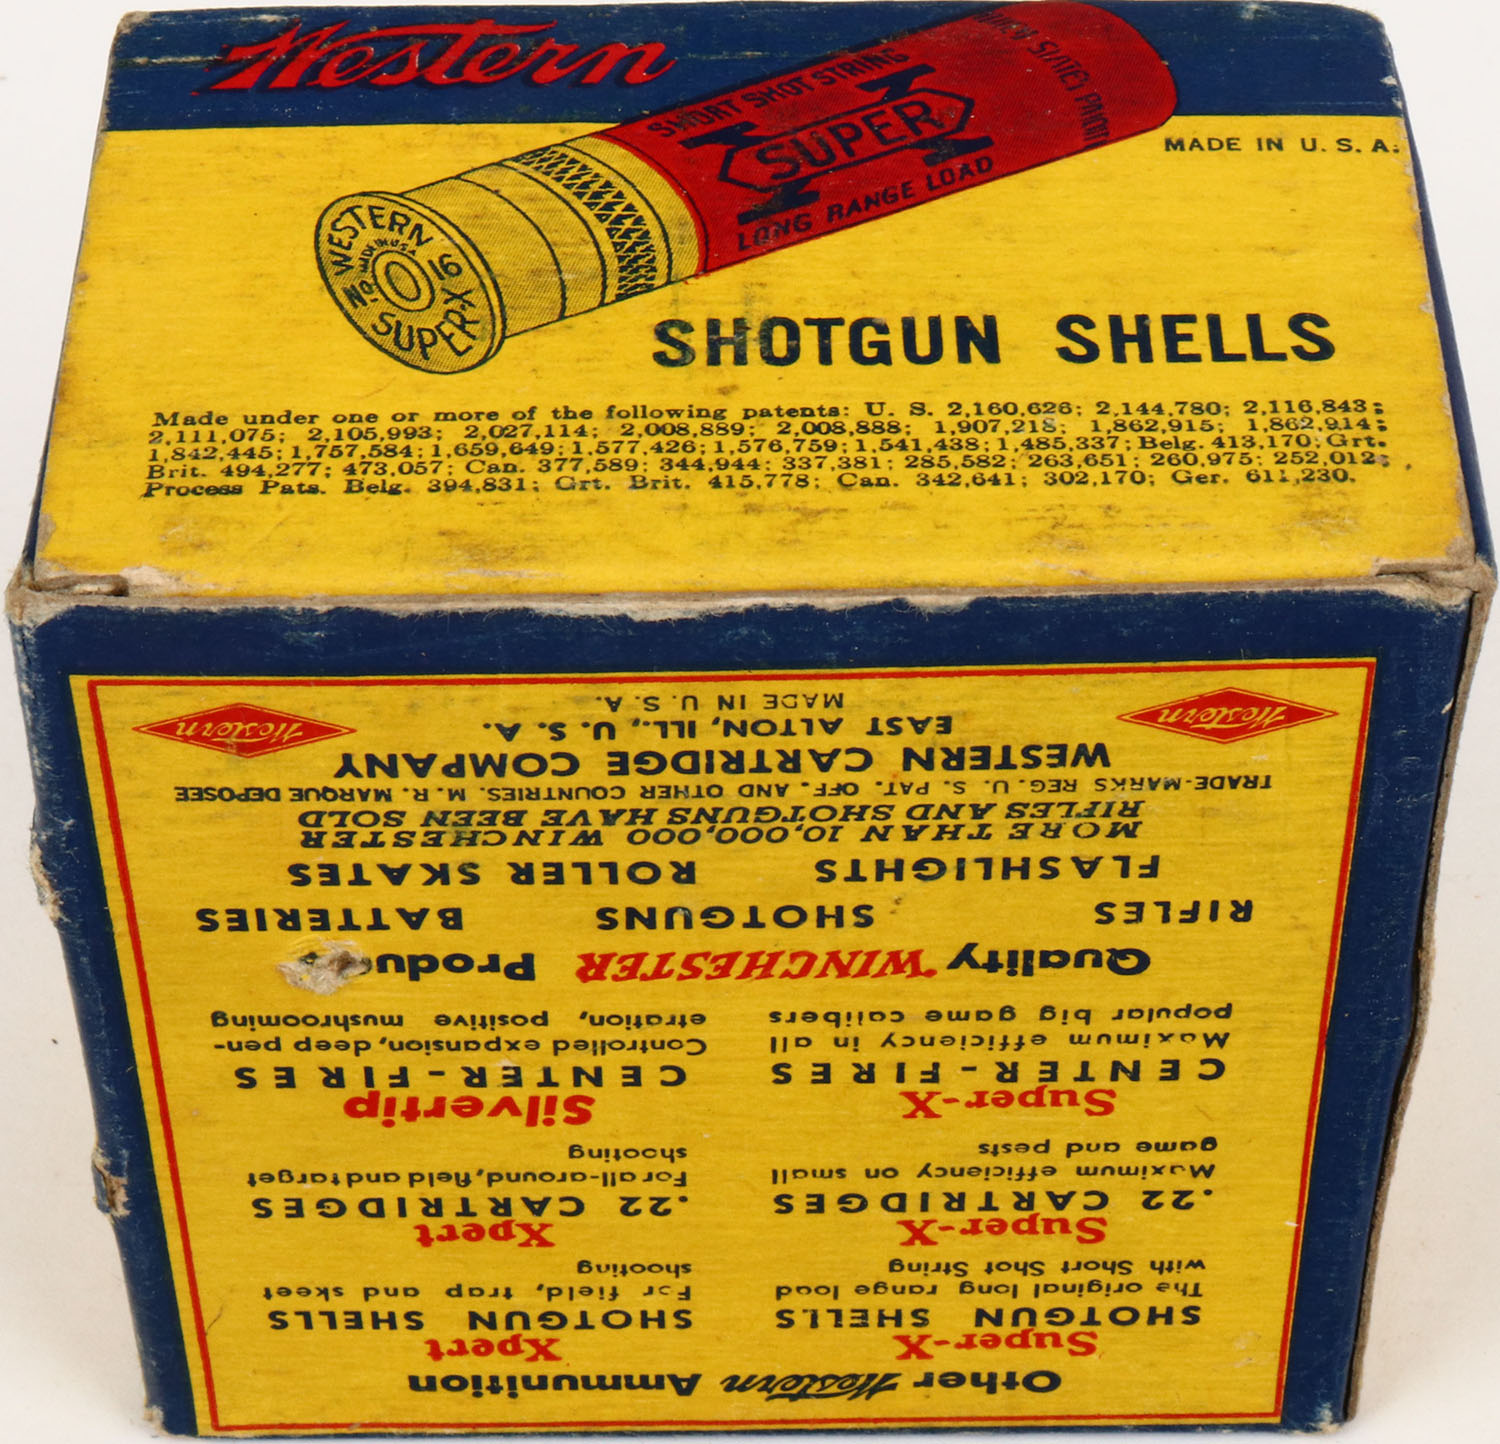 Western
SHORT SHOT STRING
SUPER X
LONG RANGE LOAD
UNITED STATES PATENT
MADE IN U. S. A.
WESTERN
MADE IN U.S.A.
No. 16
SUPER-X
SHOTGUN SHELLS
Made under one or more of the following patents: U. S. 2,160,626; 2,144,780; 2,116,843;
2,111,075; 2,105,993; 2,027,114; 2,008,889; 2,008,888; 1,907,218; 1,862,915; 1,862,914;
1,842,445; 1,757,584; 1,659,649; 1,577,426; 1,576,759; 1,541,438; 1,485,337; Belg. 413,170; Grt.
Brit. 494,277; 473,057; Can. 377,589; 344,944; 337,381; 285,582; 263,651; 260,975; 252,012;
Process Pats. Belg. 394,831; Grt. Brit. 415,778; Can. 342,641; 302,170; Ger. 611,230.
Other Western Ammunition
Super-X
SHOTGUN SHELLS
The original long range load
with Short Shot String
Xpert
SHOTGUN SHELLS
For field, trap and skeet
shooting
Super-X
.22 CARTRIDGES
Maximum efficiency on small
game and pests
Xpert
.22 CARTRIDGES
For all-around, field and target
shooting
Super-X
CENTER-FIRES
Maximum efficiency in all
popular big game calibers
Silvertip
CENTER-FIRES
Controlled expansion, deep pen-
etration, positive mushrooming
Quality WINCHESTER Produc
RIFLES SHOTGUNS BATTERIES
FLASHLIGHTS ROLLER SKATES
MORE THAN 10,000,000 WINCHESTER
RIFLES AND SHOTGUNS HAVE BEEN SOLD
TRADE-MARKS REG. U. S. PAT. OFF. AND OTHER COUNTRIES. M. R. MARQUE DEPOSEE
WESTERN CARTRIDGE COMPANY
EAST ALTON, ILL., U. S. A.
MADE IN U. S. A.
Western
Western